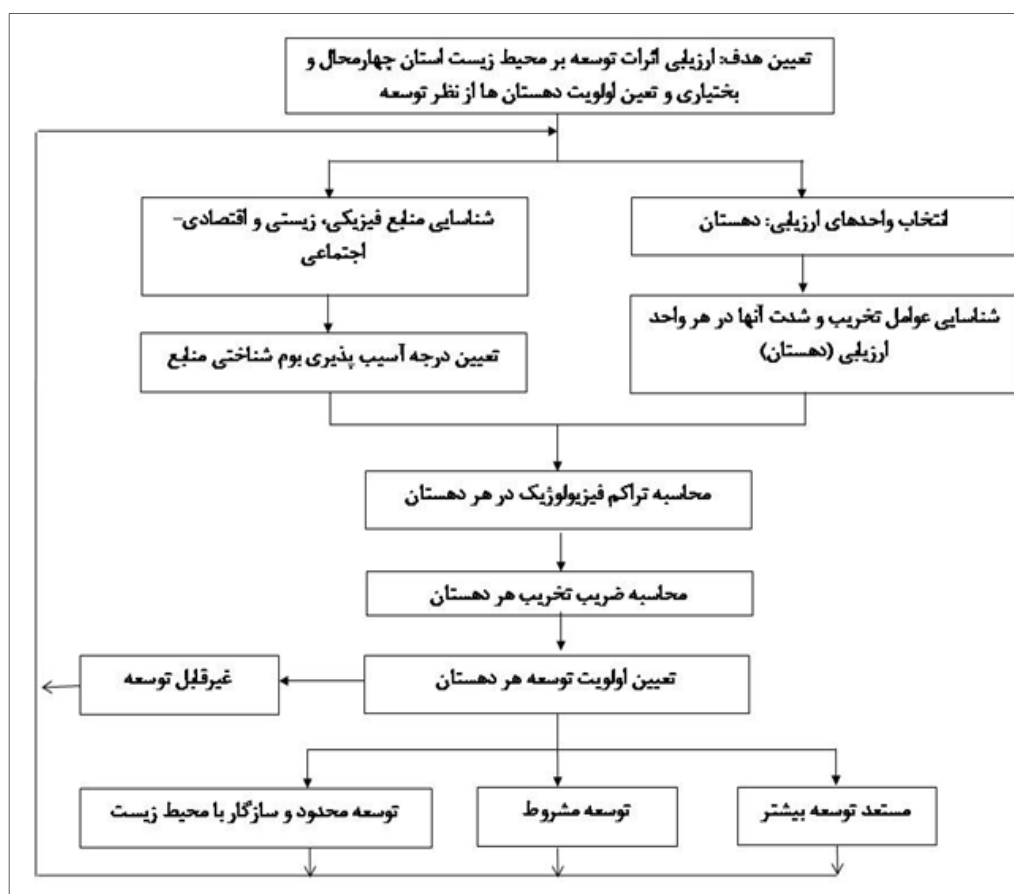 تعیین هدف: ارزیابی اثرات توسعه بر محیط زیست استان چهارمحال و
بختیاری و تعین اولویت دهستان ها از نظر توسعه
انتخاب واحدهای ارزیابی: دهستان
شناسایی منابع فیزیکی، زیستی و اقتصادی-
اجتماعی
شناسایی عوامل تخریب و شدت آنها در هر واحد
ارزیابی (دهستان)
تعیین درجه آسیب پذیری بوم شناختی منابع
محاسبه تراکم فیزیولوژیک در هر دهستان
محاسبه ضریب تخریب هر دهستان
تعیین اولویت توسعه هر دهستان
غیرقابل توسعه
مستعد توسعه بیشتر
توسعه مشروط
توسعه محدود و سازگار با محیط زیست